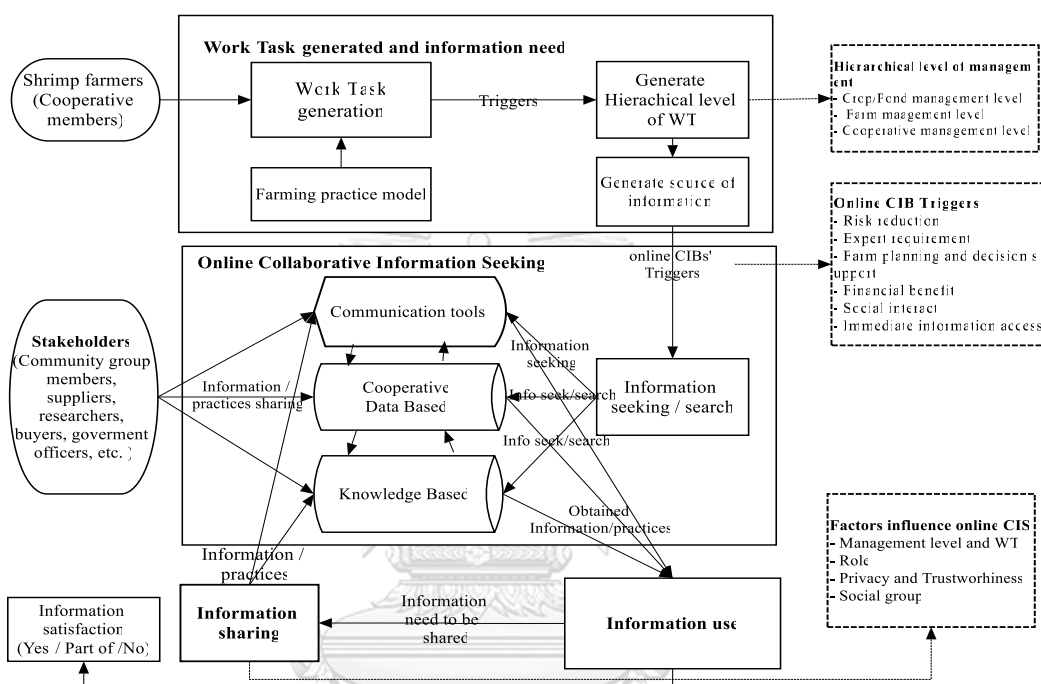 Work Task generated and information need
Shrimp farmers
(Cooperative
members)
Work Task
generation
Triggers
Generate
Hierachical level
of WT
Farming practice model
Generate source of
information
Hierarchical level of managem
ent
- Crop/Pond management level
- Farm magement level
- Cooperative management level
Online CIB Triggers
- Risk reduction
- Expert requirement
- Farm planning and decision s
upport
- Financial benefit
- Social interact
- Immediate information access
Online Collaborative Information Seeking
online CIBs'
Triggers
Stakeholders
(Community group
members,
suppliers,
researchers,
buyers, goverment
officers, etc. )
Information /
practices sharing
Communication tools
Cooperative
Data Based
Knowledge Based
Information
seeking
Info seek/search
Info seek/search
Information
seeking / search
Obtained
Information/practices
Information /
practices
Factors influence online CIS
- Management level and WT
- Role
- Privacy and Trustworhiness
- Social group
Information
satisfaction
(Yes / Part of /No)
Information
sharing
Information
need to be
shared
Information use